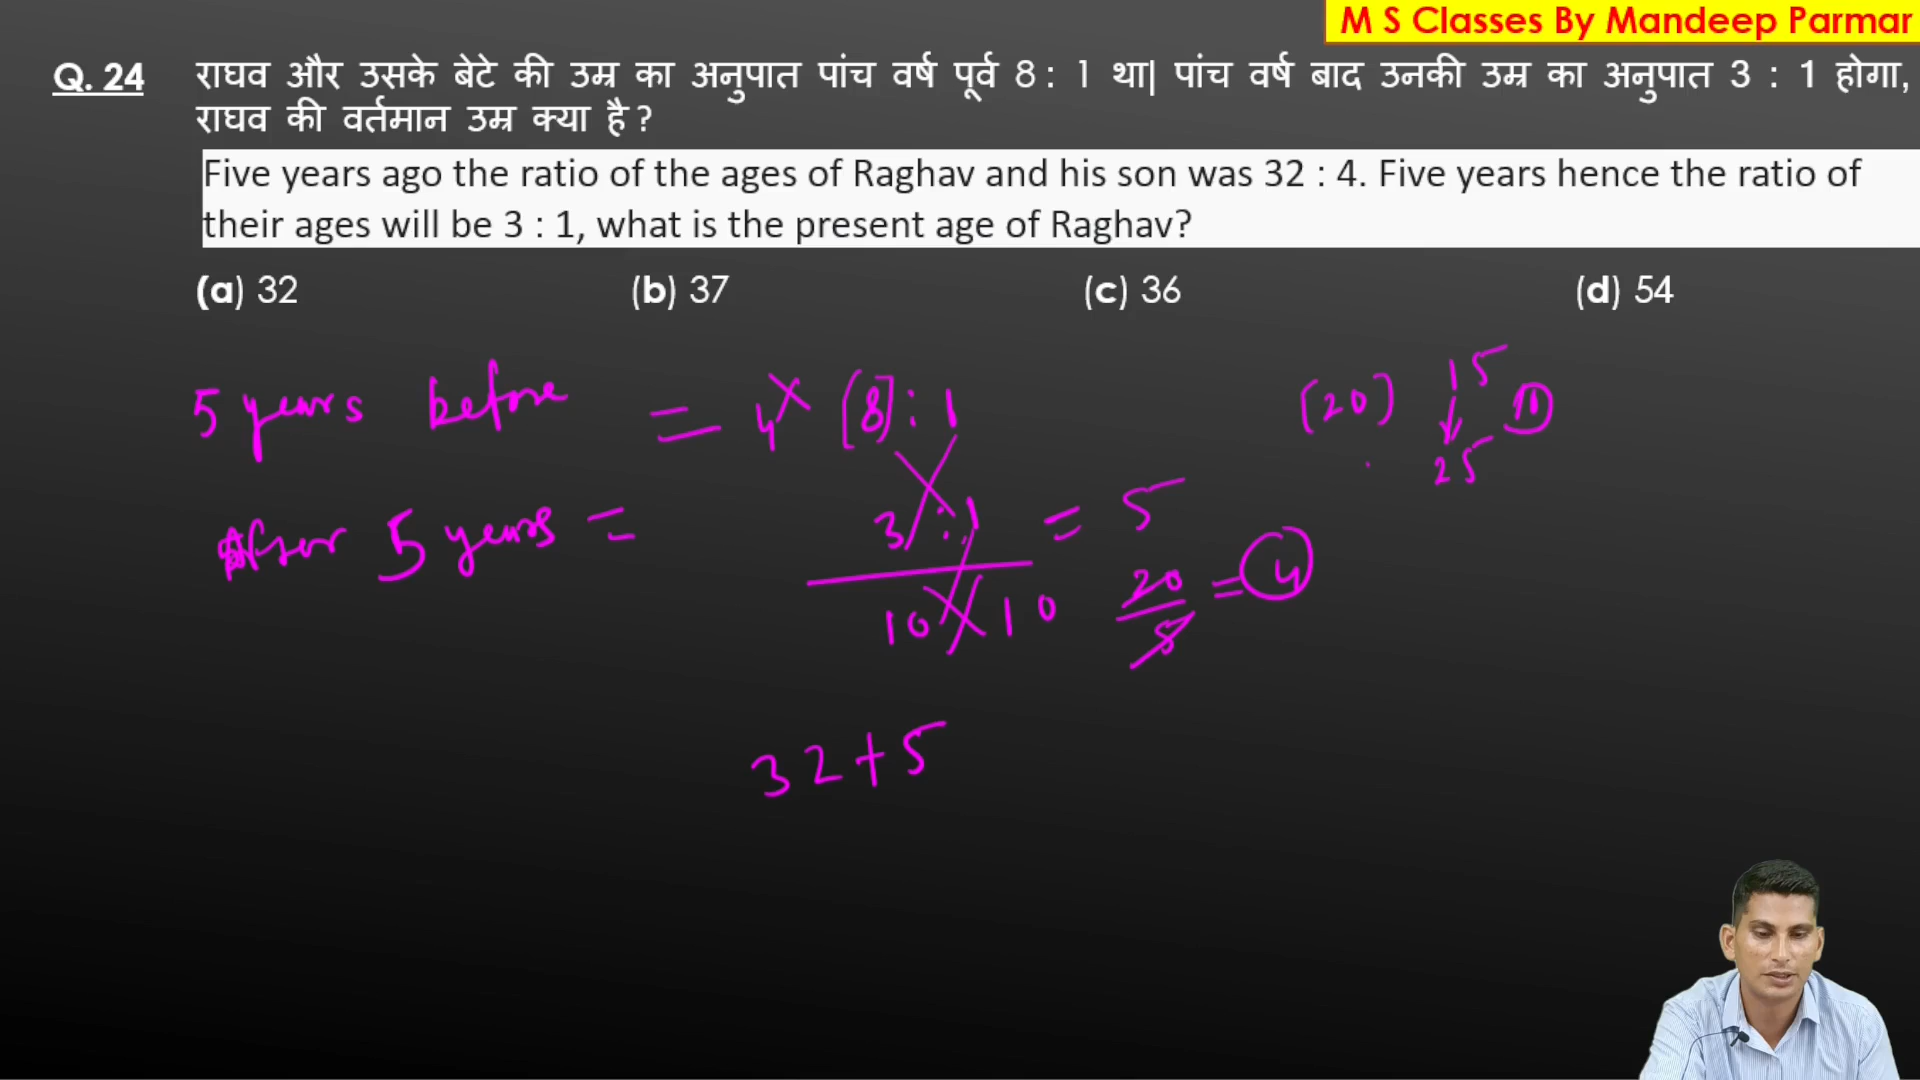 M S Classes By Mandeep Parmar
Q. 24 राघव और उसके बेटे की उम्र का अनुपात पांच वर्ष पूर्व 8 : 1 था| पांच वर्ष बाद उनकी उम्र का अनुपात 3 : 1 होगा,
राघव की वर्तमान उम्र क्या है ?
Five years ago the ratio of the ages of Raghav and his son was 32 : 4. Five years hence the ratio of
their ages will be 3 : 1, what is the present age of Raghav?
(a) 32 (b) 37 (c) 36 (d) 54
5 years before = 4 × [8] : 1
After 5 years = 3 : 1 = 5
10 × 10
20/5 = 4
[20] 15
10
25
32 + 5